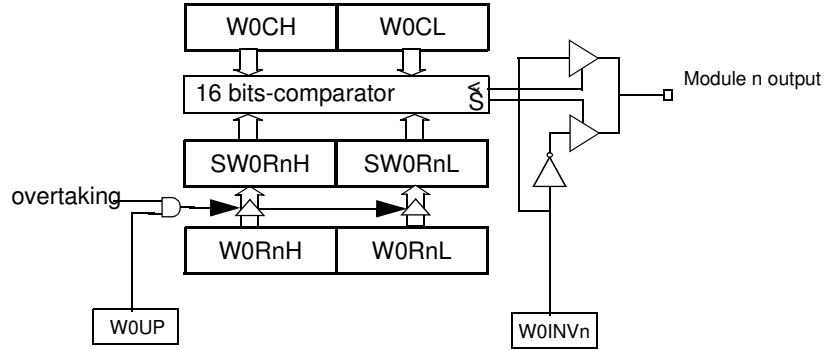 W0CH W0CL
16 bits-comparator
S
Module n output
SW0RnH SW0RnL
overtaking
W0RnH W0RnL
W0UP
W0INVn